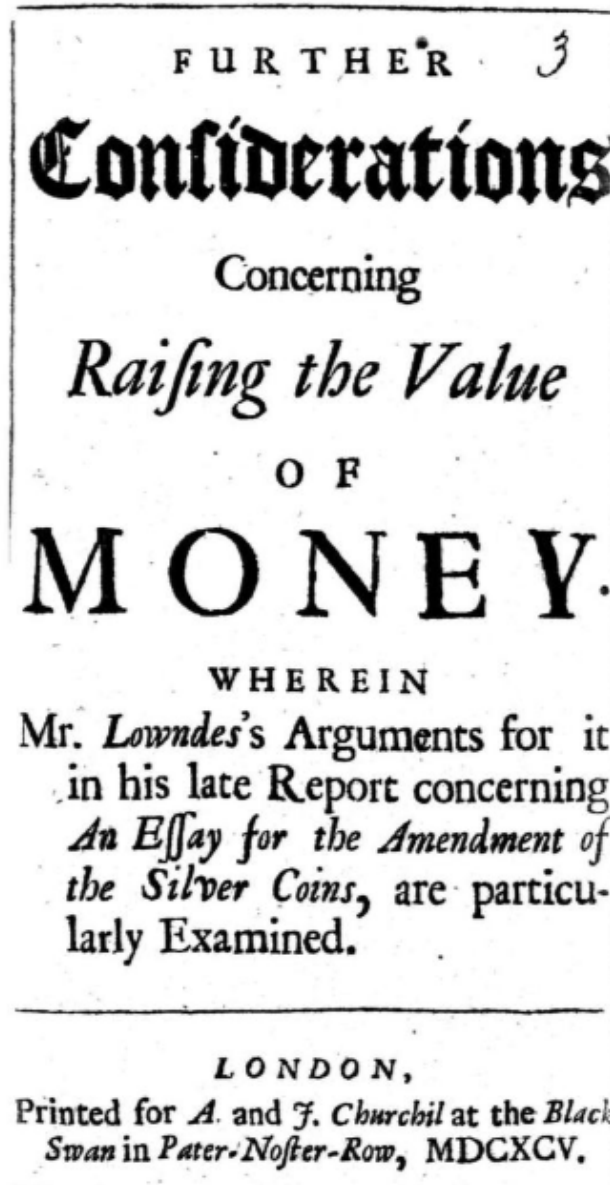 FURTHER 3
Conſiderations
Concerning
Raiſing the Value
OF
MONEY.
WHEREIN
Mr. Lowndes's Arguments for it
in his late Report concerning
An Eſſay for the Amendment of
the Silver Coins, are particu-
larly Examined.
LONDON,
Printed for A. and J. Churchil at the Black
Swan in Pater-Noſter-Row, MDCXCV.